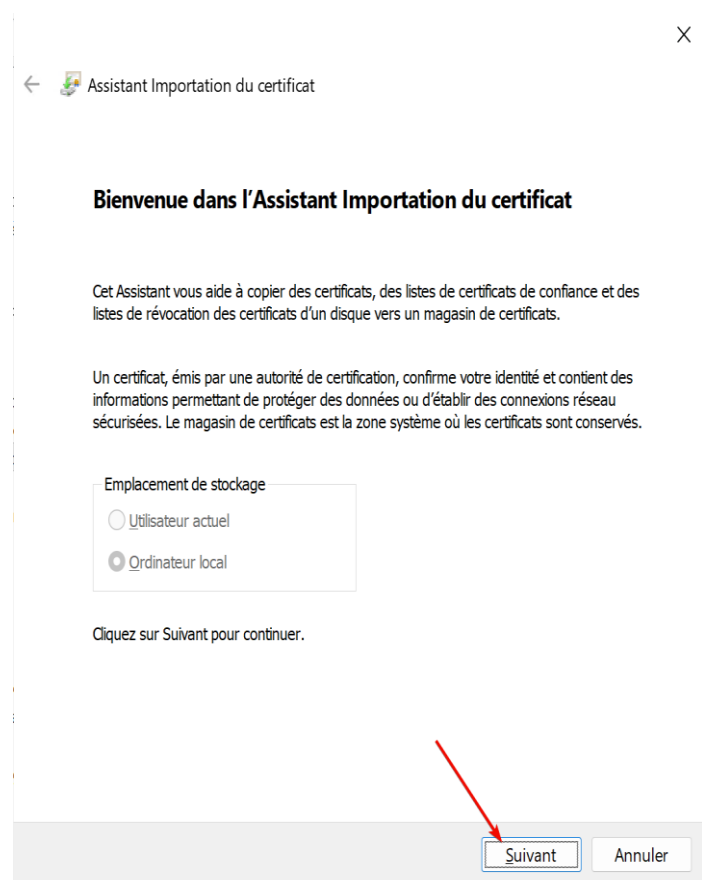 Assistant Importation du certificat
Bienvenue dans l'Assistant Importation du certificat
Cet Assistant vous aide à copier des certificats, des listes de certificats de confiance et des
listes de révocation des certificats d'un disque vers un magasin de certificats.
Un certificat, émis par une autorité de certification, confirme votre identité et contient des
informations permettant de protéger des données ou d'établir des connexions réseau
sécurisées. Le magasin de certificats est la zone système où les certificats sont conservés.
Emplacement de stockage
Utilisateur actuel
Ordinateur local
Cliquez sur Suivant pour continuer.
Suivant Annuler